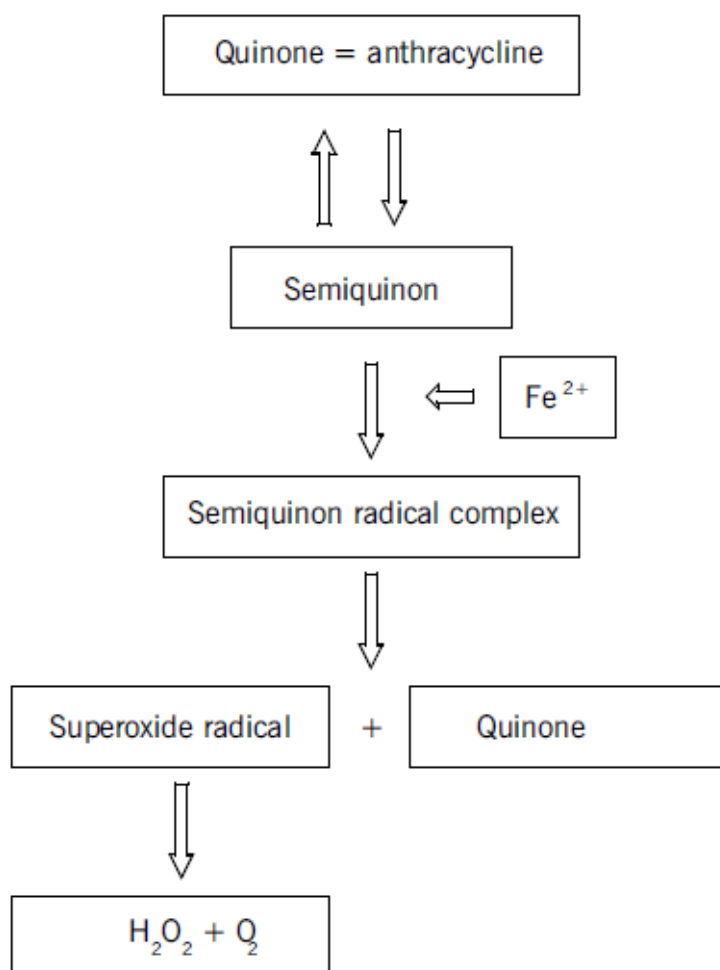 Quinone = anthracycline
Semiquinon
Fe²⁺
Semiquinon radical complex
Superoxide radical + Quinone
H₂O₂ + O₂